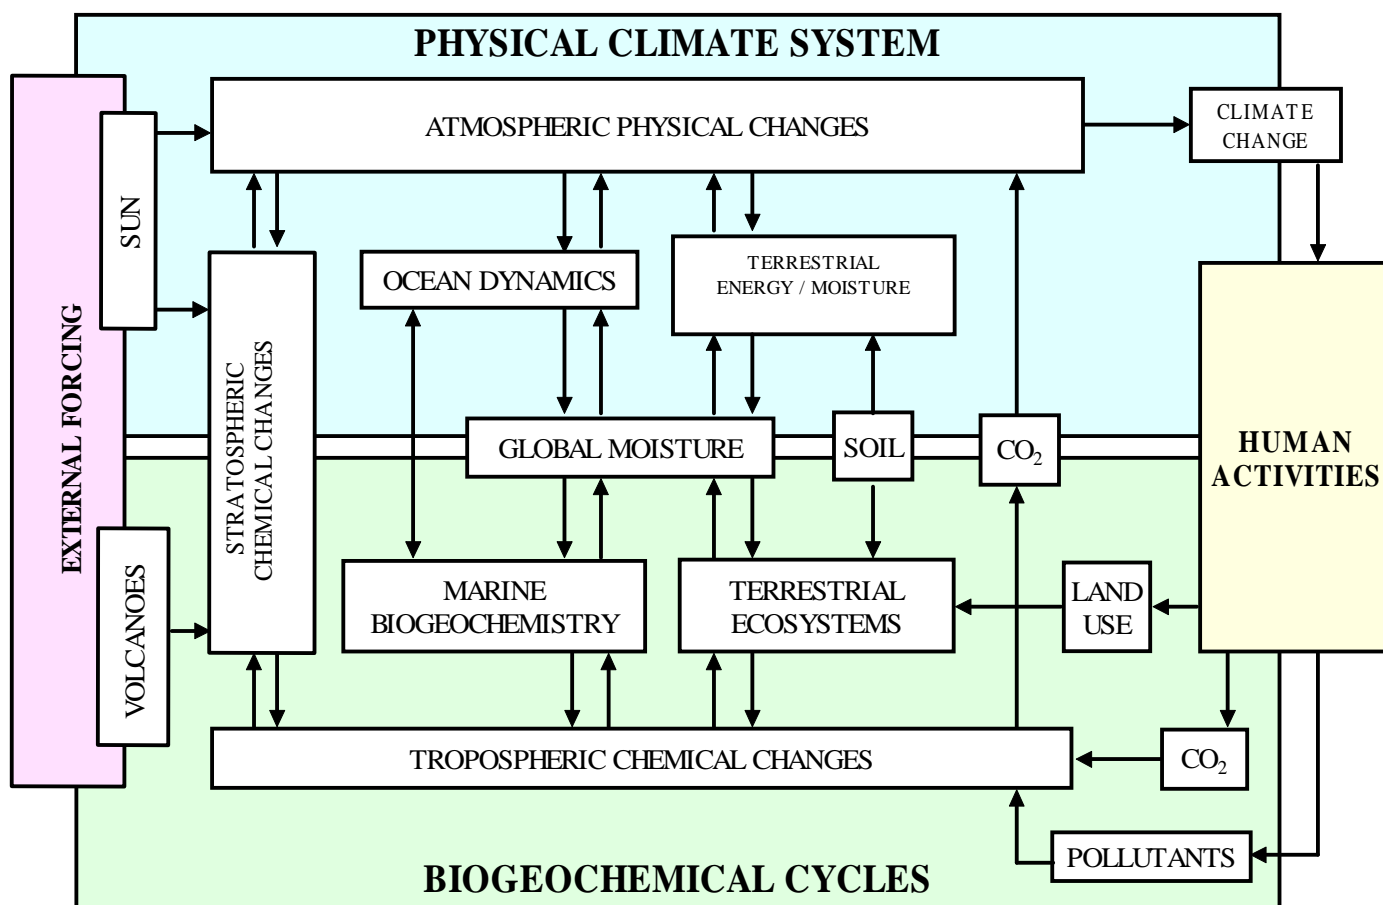 PHYSICAL CLIMATE SYSTEM
ATMOSPHERIC PHYSICAL CHANGES
CLIMATE
CHANGE
SUN
OCEAN DYNAMICS
TERRESTRIAL
ENERGY / MOISTURE
EXTERNAL FORCING
STRATOSPHERIC
CHEMICAL CHANGES
GLOBAL MOISTURE
SOIL
CO₂
HUMAN
ACTIVITIES
VOLCANOES
MARINE
BIOGEOCHEMISTRY
TERRESTRIAL
ECOSYSTEMS
LAND
USE
TROPOSPHERIC CHEMICAL CHANGES
CO₂
POLLUTANTS
BIOGEOCHEMICAL CYCLES